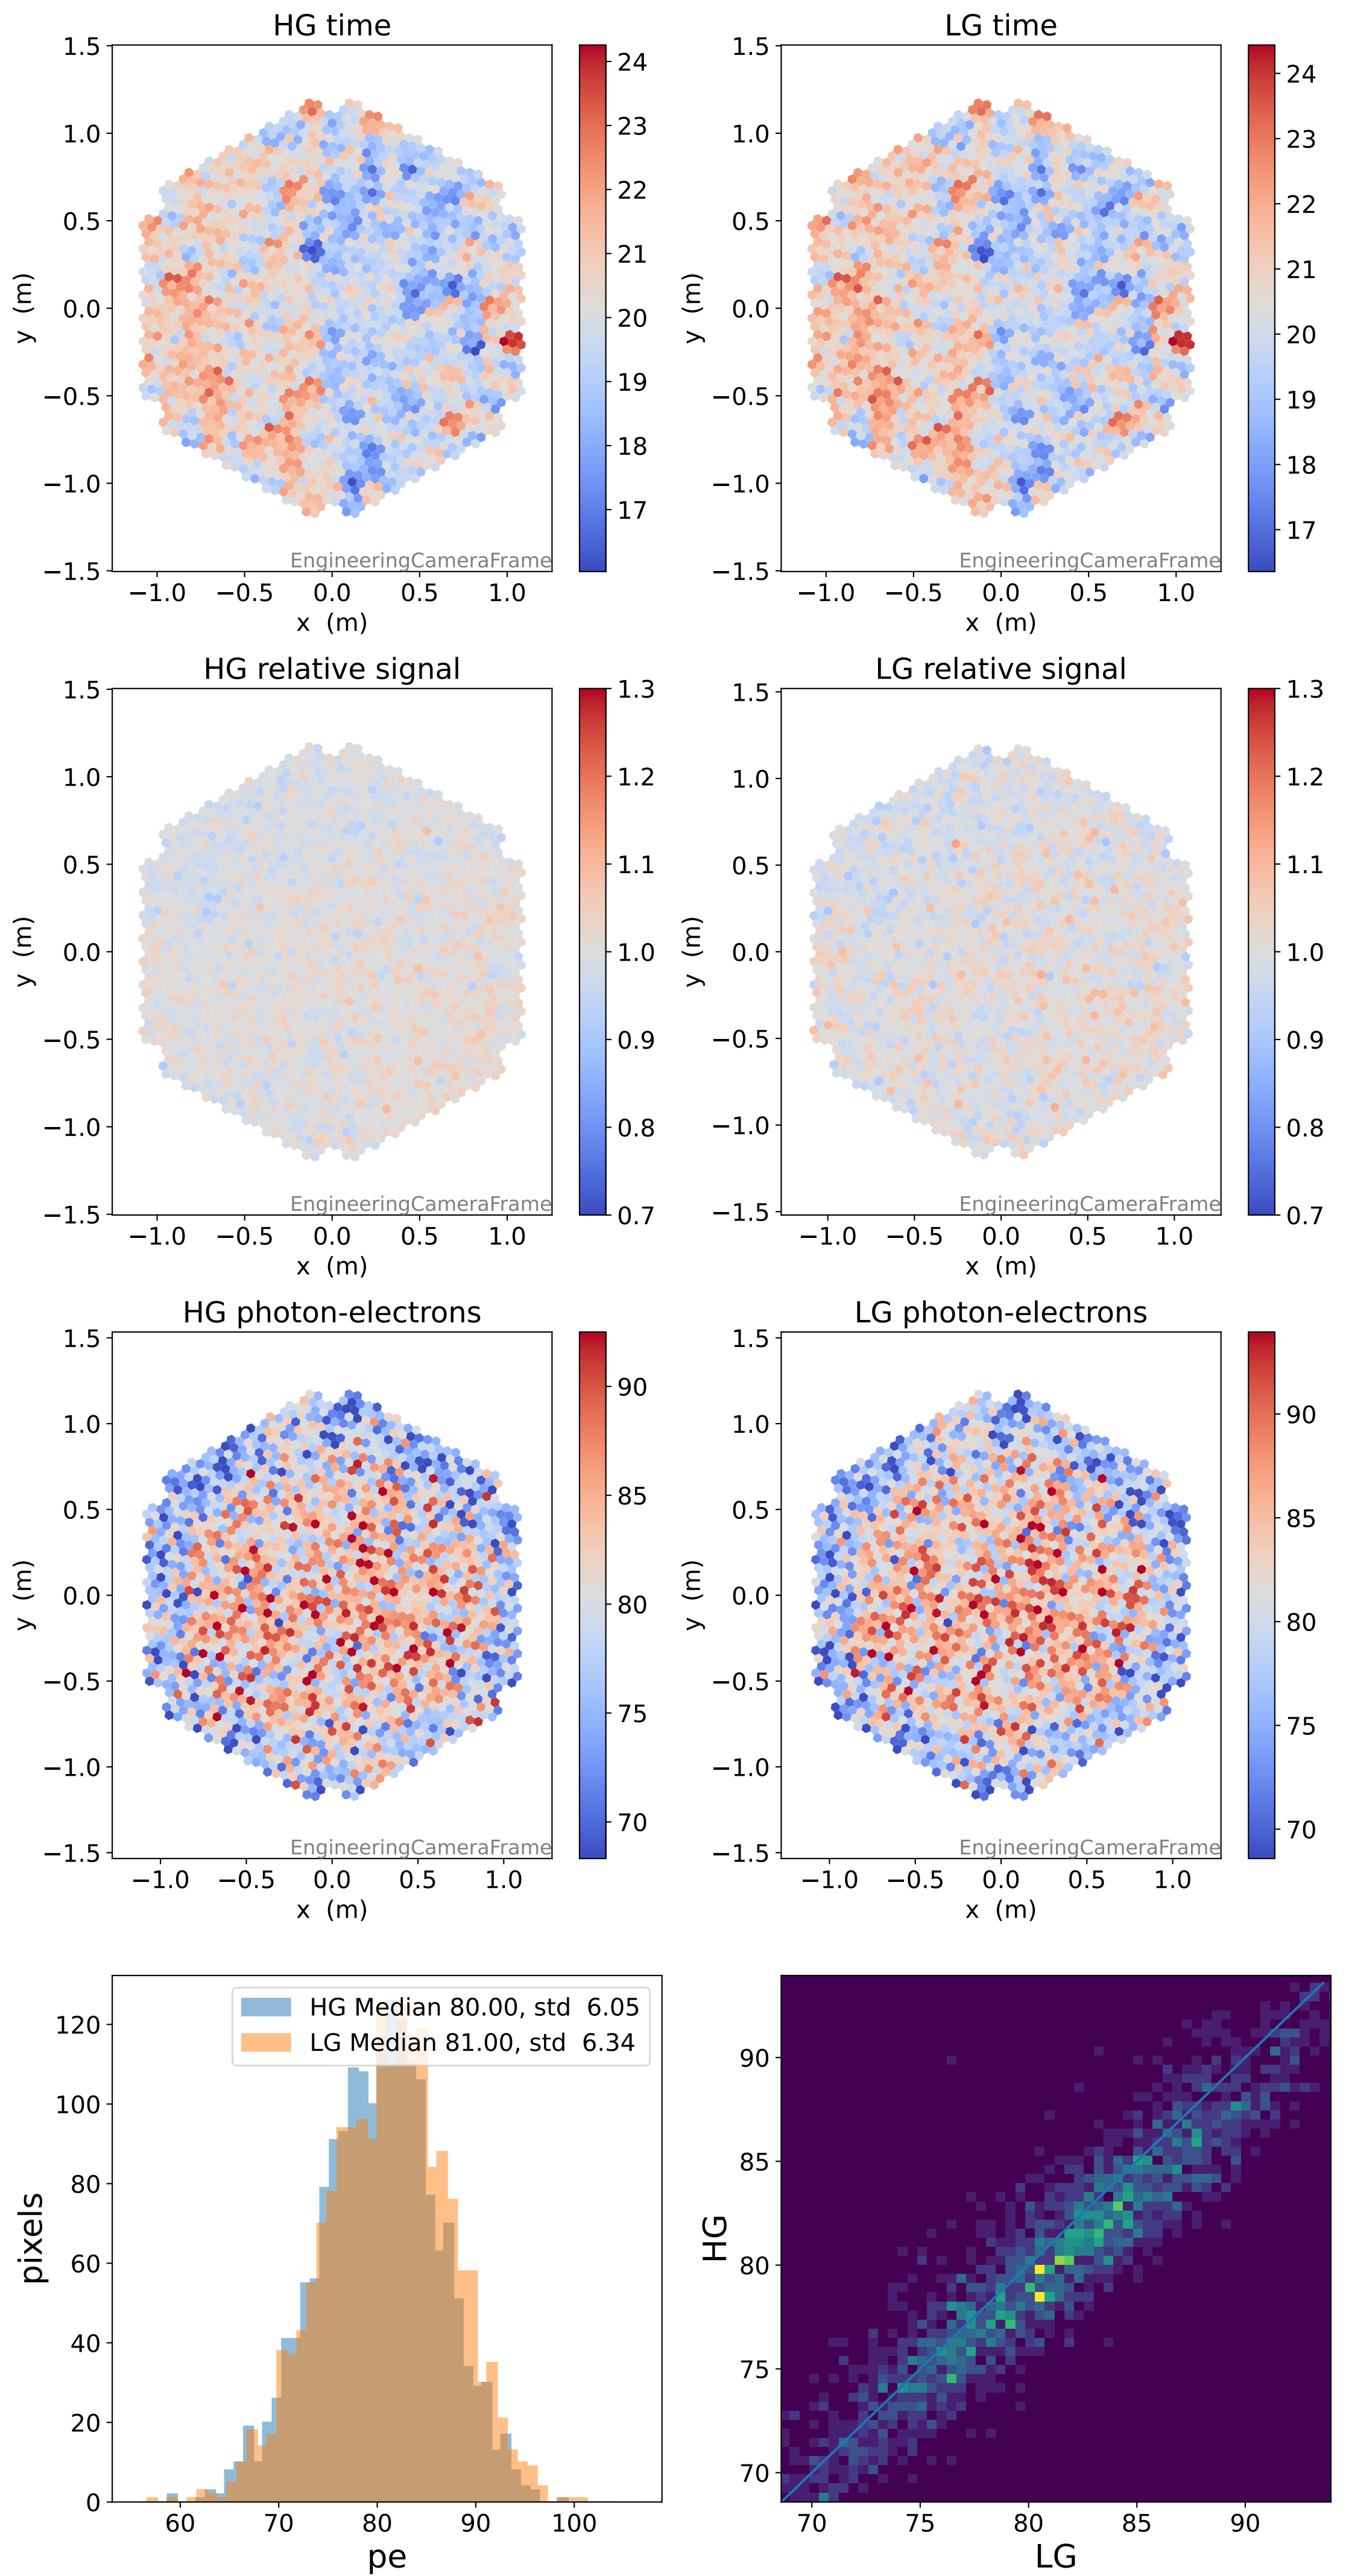 HG time
LG time
1.5
1.0
0.5
0.0
−0.5
−1.0
−1.5
y (m)
−1.0 −0.5 0.0 0.5 1.0
x (m)
EngineeringCameraFrame
24
23
22
21
20
19
18
17
1.5
1.0
0.5
0.0
−0.5
−1.0
−1.5
y (m)
−1.0 −0.5 0.0 0.5 1.0
x (m)
EngineeringCameraFrame
24
23
22
21
20
19
18
17
HG relative signal
LG relative signal
1.5
1.0
0.5
0.0
−0.5
−1.0
−1.5
y (m)
−1.0 −0.5 0.0 0.5 1.0
x (m)
EngineeringCameraFrame
1.3
1.2
1.1
1.0
0.9
0.8
0.7
1.5
1.0
0.5
0.0
−0.5
−1.0
−1.5
y (m)
−1.0 −0.5 0.0 0.5 1.0
x (m)
EngineeringCameraFrame
1.3
1.2
1.1
1.0
0.9
0.8
0.7
HG photon-electrons
LG photon-electrons
1.5
1.0
0.5
0.0
−0.5
−1.0
−1.5
y (m)
−1.0 −0.5 0.0 0.5 1.0
x (m)
EngineeringCameraFrame
90
85
80
75
70
1.5
1.0
0.5
0.0
−0.5
−1.0
−1.5
y (m)
−1.0 −0.5 0.0 0.5 1.0
x (m)
EngineeringCameraFrame
90
85
80
75
70
HG Median 80.00, std 6.05
LG Median 81.00, std 6.34
120
100
80
60
40
20
0
pixels
60 70 80 90 100
pe
90
85
80
75
70
HG
70 75 80 85 90
LG